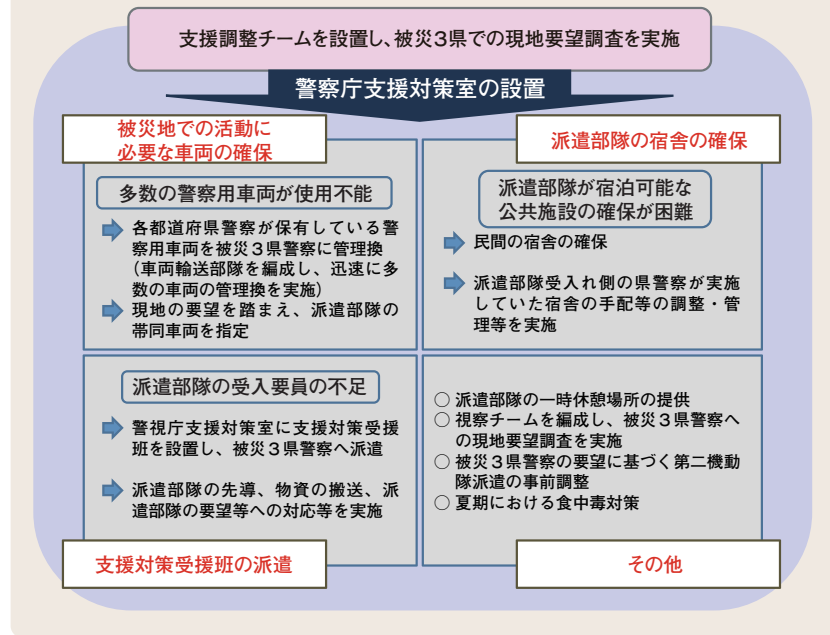 支援調整チームを設置し、被災3県での現地要望調査を実施
警察庁支援対策室の設置
被災地での活動に
必要な車両の確保
多数の警察用車両が使用不能
各都道府県警察が保有している警
察用車両を被災3県警察に管理換
（車両輸送部隊を編成し、迅速に多
数の車両の管理換を実施）
現地の要望を踏まえ、派遣部隊の
帯同車両を指定
派遣部隊の宿舎の確保
派遣部隊が宿泊可能な
公共施設の確保が困難
民間の宿舎の確保
派遣部隊受入れ側の県警察が実施
していた宿舎の手配等の調整・管
理等を実施
派遣部隊の受入要員の不足
警視庁支援対策室に支援対策受援
班を設置し、被災3県警察へ派遣
派遣部隊の先導、物資の搬送、派
遣部隊の要望等への対応等を実施
支援対策受援班の派遣
○ 派遣部隊の一時休憩場所の提供
○ 視察チームを編成し、被災3県警察へ
の現地要望調査を実施
○ 被災3県警察の要望に基づく第二機動
隊派遣の事前調整
○ 夏期における食中毒対策
その他